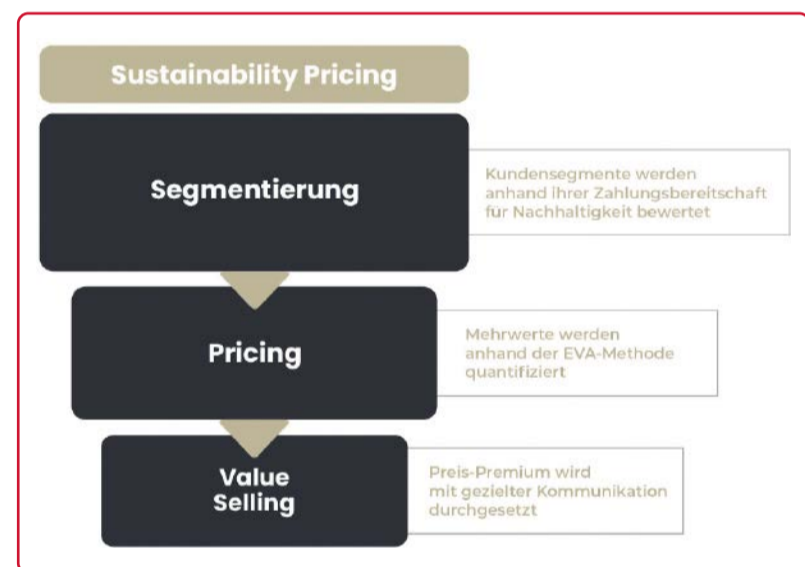 Sustainability Pricing
Segmentierung
Kundensegmente werden
anhand ihrer Zahlungsbereitschaft
für Nachhaltigkeit bewertet
Pricing
Mehrwerte werden
anhand der EVA-Methode
quantifiziert
Value
Selling
Preis-Premium wird
mit gezielter Kommunikation
durchgesetzt